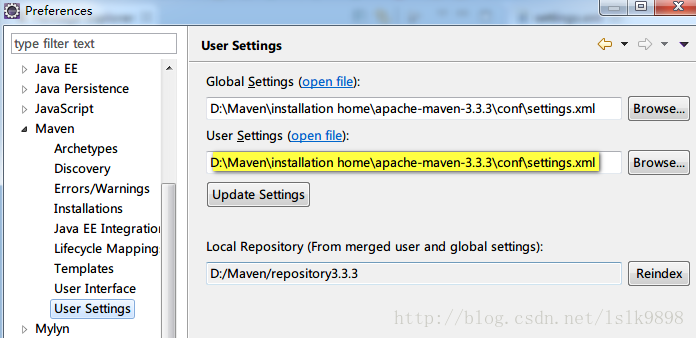 Preferences
type filter text
Java EE
Java Persistence
JavaScript
Maven
Archetypes
Discovery
Errors/Warnings
Installations
Java EE Integration
Lifecycle Mappings
Templates
User Interface
User Settings
Mylyn
User Settings
Global Settings (open file):
D:\Maven\installation home\apache-maven-3.3.3\conf\settings.xml
Browse...
User Settings (open file):
D:\Maven\installation home\apache-maven-3.3.3\conf\settings.xml
Browse...
Update Settings
Local Repository (From merged user and global settings):
D:/Maven/repository3.3.3
Reindex
http://blog.csdn.net/lslk9898